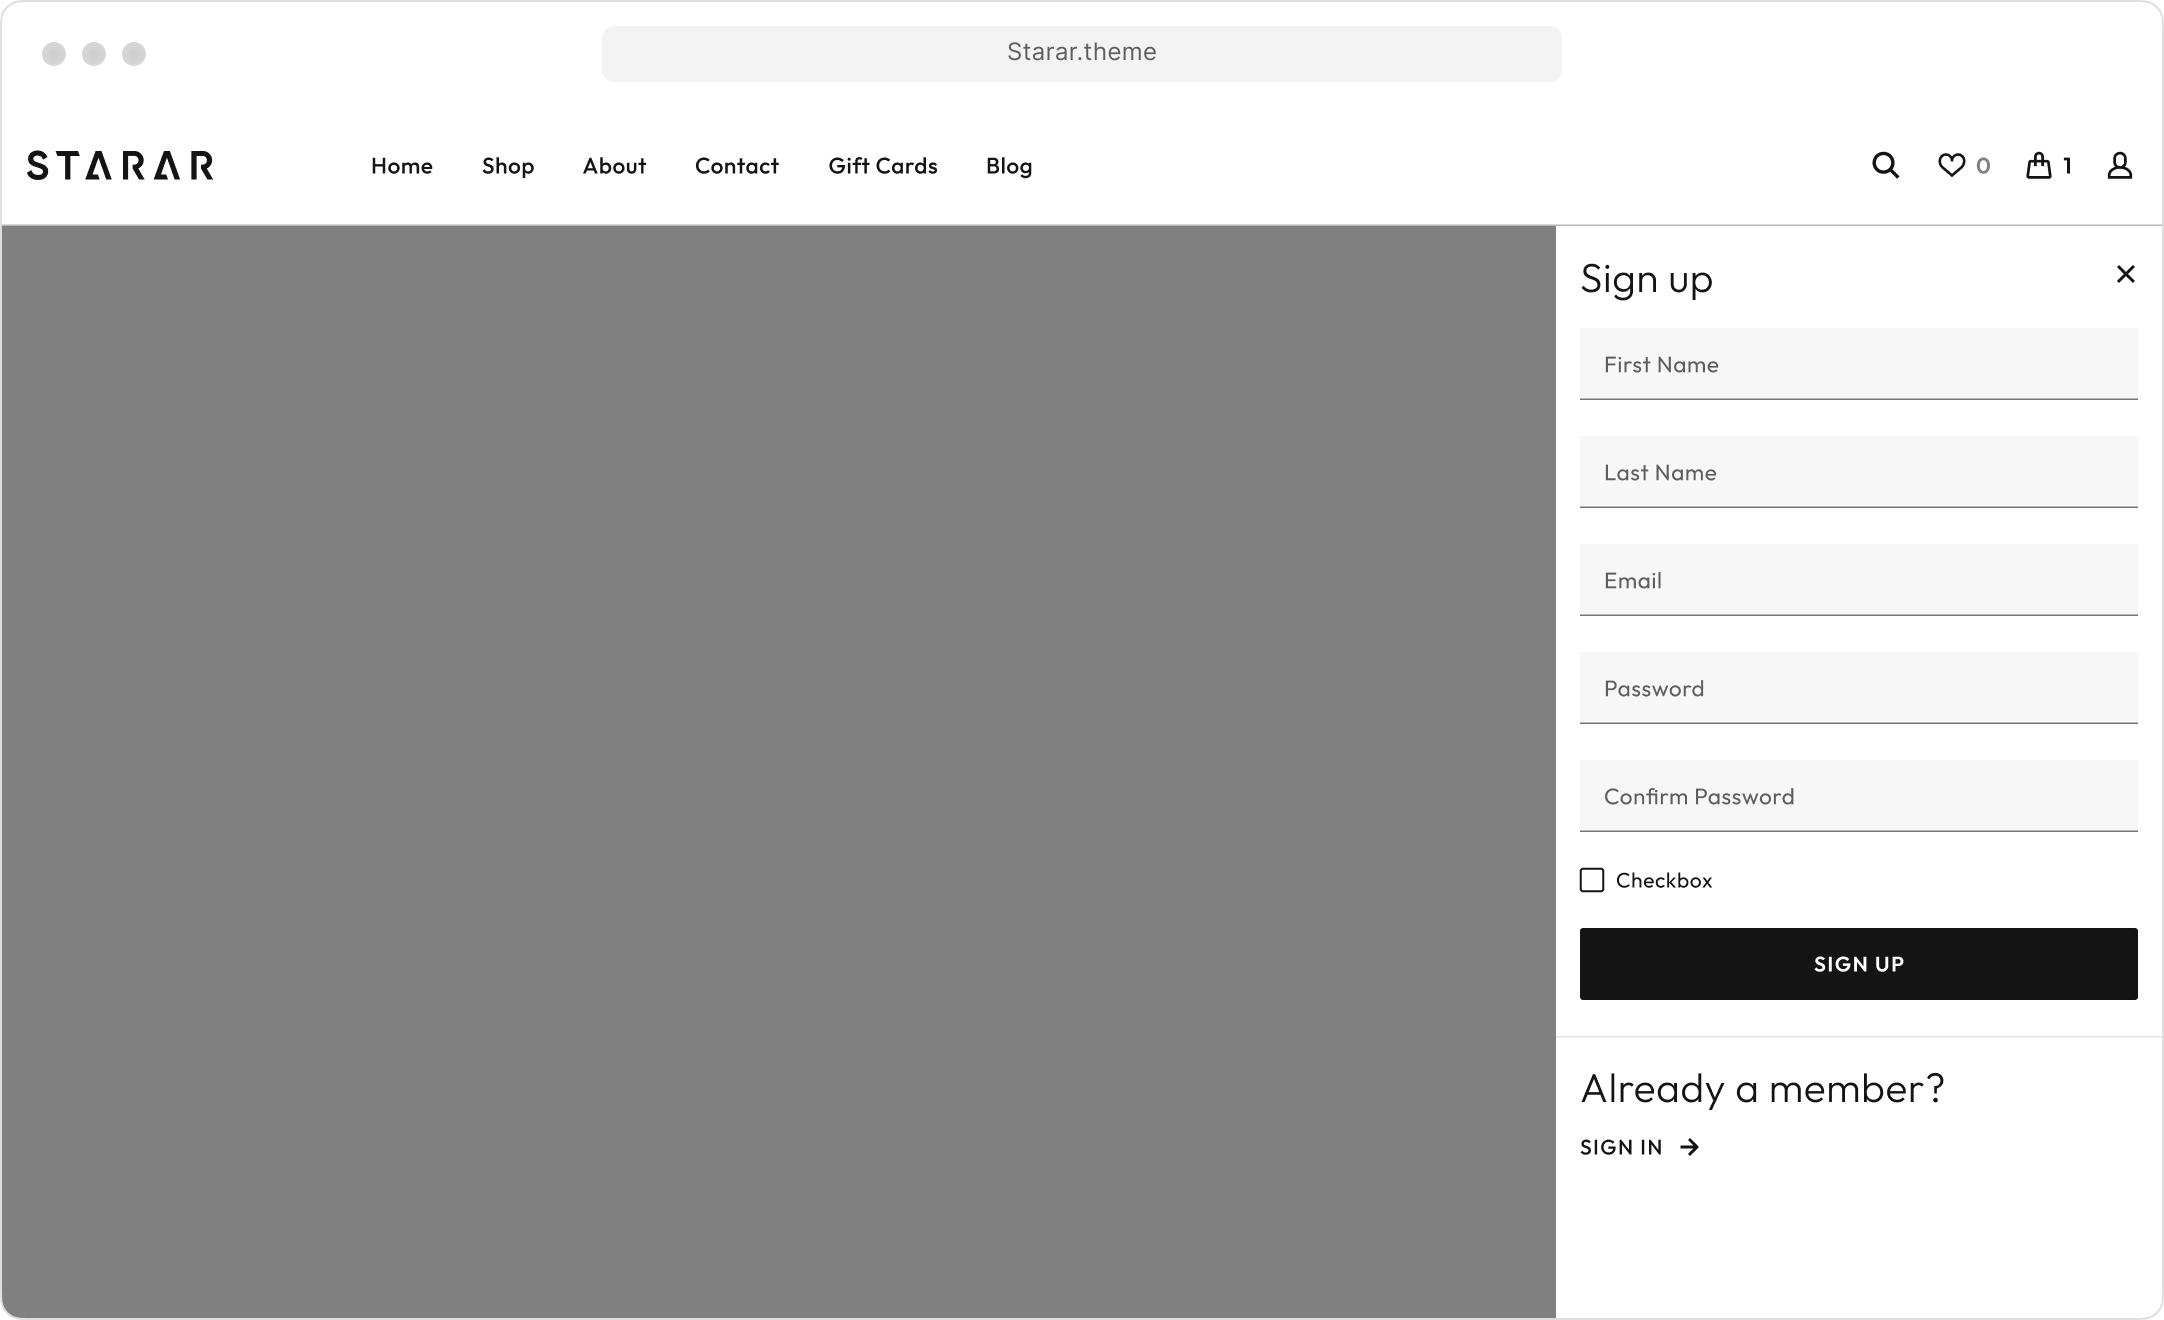 Starar.theme
STARAR
Home Shop About Contact Gift Cards Blog 0 1
Sign up
First Name
Last Name
Email
Password
Confirm Password
Checkbox
SIGN UP
Already a member?
SIGN IN